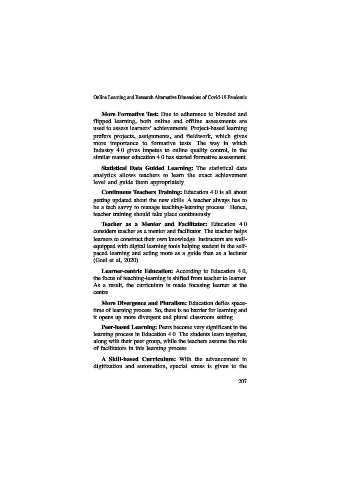 Online Learning and Research Alternative Dimensions of Covid-19 Pandemic
More Formative Test: Due to adherence to blended and
flipped learning, both online and offline assessments are
used to assess learners' achievements. Project-based learning
prefers projects, assignments, and fieldwork, which gives
more importance to formative tests. The way in which
Industry 4.0 gives impetus to online quality control, in the
similar manner education 4.0 has started formative assessment.
Statistical Data Guided Learning: The statistical data
analytics allows teachers to learn the exact achievement
level and guide them appropriately.
Continuous Teachers Training: Education 4.0 is all about
getting updated about the new skills. A teacher always has to
be a tech savvy to manage teaching-learning process. Hence,
teacher training should take place continuously.
Teacher as a Mentor and Facilitator: Education 4.0
considers teacher as a mentor and facilitator. The teacher helps
learners to construct their own knowledge. Instructors are well-
equipped with digital learning tools helping student in the self-
paced learning and acting more as a guide than as a lecturer
(Goel et al, 2020).
Learner-centric Education: According to Education 4.0,
the focus of teaching-learning is shifted from teacher to learner.
As a result, the curriculum is made focusing learner at the
centre.
More Divergence and Pluralism: Education defies space-
time of learning process. So, there is no barrier for learning and
it opens up more divergent and plural classroom setting.
Peer-based Learning: Peers become very significant in the
learning process in Education 4.0. The students learn together,
along with their peer group, while the teachers assume the role
of facilitators in this learning process.
A Skill-based Curriculum: With the advancement in
digitization and automation, special stress is given to the
207